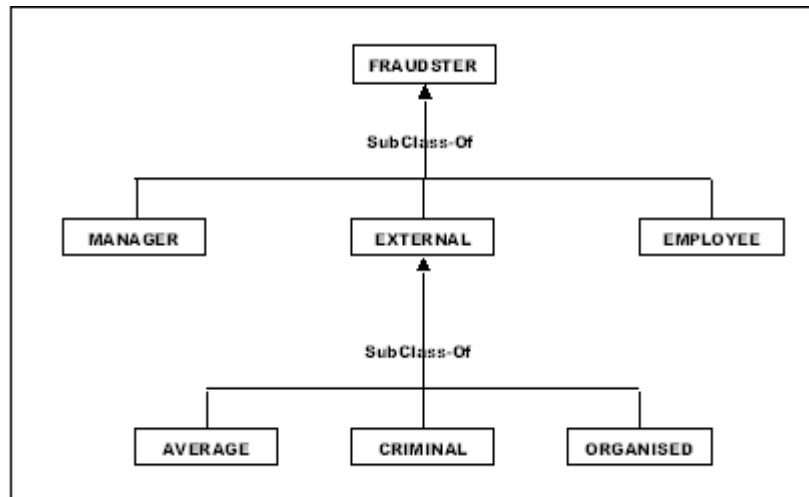 FRAUDSTER
SubClass-Of
MANAGER
EXTERNAL
EMPLOYEE
SubClass-Of
AVERAGE
CRIMINAL
ORGANISED